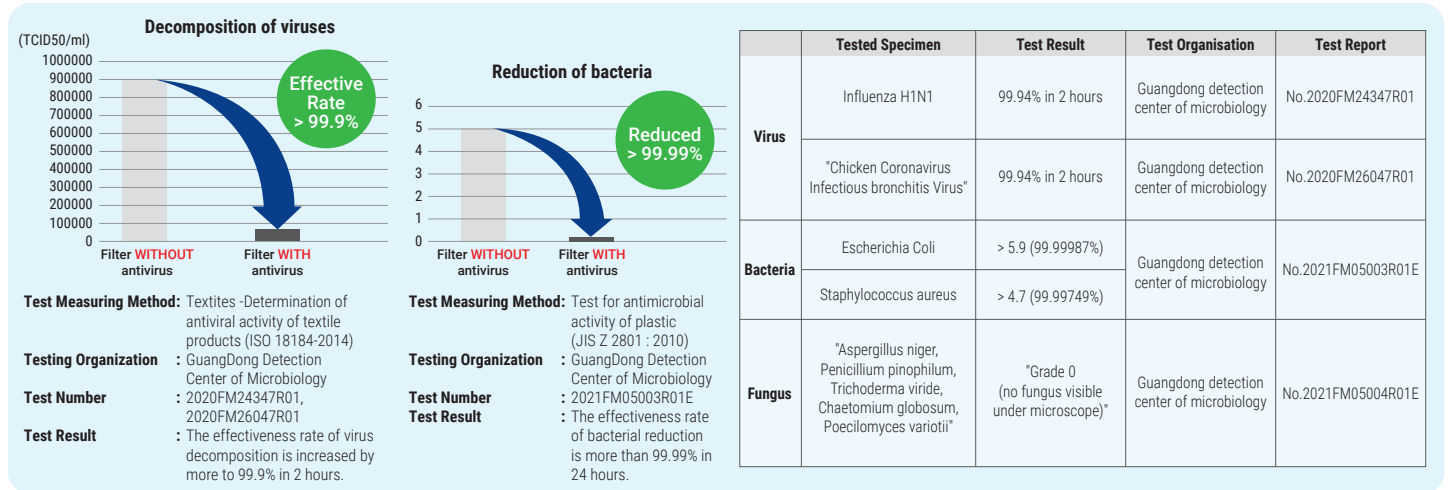 Decomposition of viruses
(TCID50/ml)
1000000
900000
800000
700000
600000
500000
400000
300000
200000
100000
0
Effective
Rate
> 99.9%
Filter WITHOUT
antivirus
Filter WITH
antivirus
Test Measuring Method: Textites -Determination of
antiviral activity of textile
products (ISO 18184-2014)
Testing Organization : GuangDong Detection
Center of Microbiology
Test Number : 2020FM24347R01,
2020FM26047R01
Test Result : The effectiveness rate of virus
decomposition is increased by
more to 99.9% in 2 hours.
Reduction of bacteria
6
5
4
3
2
1
0
Reduced
> 99.99%
Filter WITHOUT
antivirus
Filter WITH
antivirus
Test Measuring Method: Test for antimicrobial
activity of plastic
(JIS Z 2801 : 2010)
Testing Organization : GuangDong Detection
Center of Microbiology
Test Number : 2021FM05003R01E
Test Result : The effectiveness rate
of bacterial reduction
is more than 99.99% in
24 hours.
Tested Specimen Test Result Test Organisation Test Report
Virus
Influenza H1N1 99.94% in 2 hours Guangdong detection
center of microbiology No.2020FM24347R01
"Chicken Coronavirus
Infectious bronchitis Virus" 99.94% in 2 hours Guangdong detection
center of microbiology No.2020FM26047R01
Bacteria
Escherichia Coli > 5.9 (99.99987%)
Staphylococcus aureus > 4.7 (99.99749%)
Guangdong detection
center of microbiology No.2021FM05003R01E
Fungus
"Aspergillus niger,
Penicillium pinophilum,
Trichoderma viride,
Chaetomium globosum,
Poecilomyces variotii"
"Grade 0
(no fungus visible
under microscope)"
Guangdong detection
center of microbiology No.2021FM05004R01E